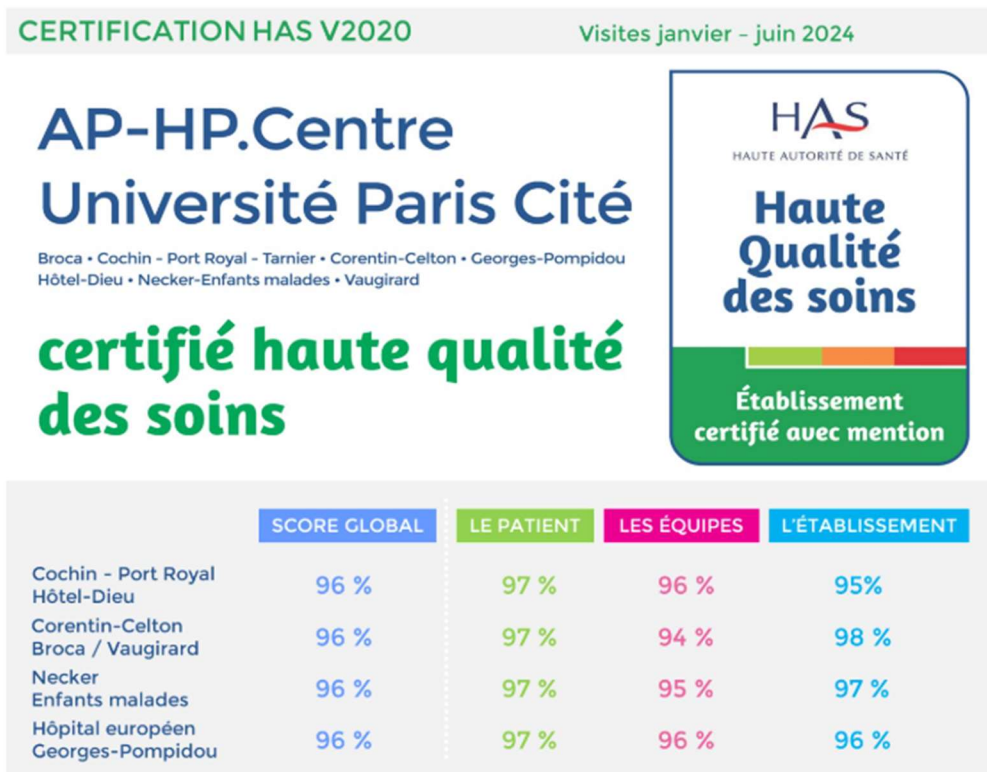 CERTIFICATION HAS V2020
Visites janvier – juin 2024
AP-HP.Centre
Université Paris Cité
Broca • Cochin - Port Royal - Tarnier • Corentin-Celton • Georges-Pompidou
Hôtel-Dieu • Necker-Enfants malades • Vaugirard
certifié haute qualité
des soins
HAS
HAUTE AUTORITÉ DE SANTÉ
Haute
Qualité
des soins
Établissement
certifié avec mention
SCORE GLOBAL LE PATIENT LES ÉQUIPES L'ÉTABLISSEMENT
Cochin - Port Royal
Hôtel-Dieu
96 % 97 % 96 % 95%
Corentin-Celton
Broca / Vaugirard
96 % 97 % 94 % 98 %
Necker
Enfants malades
96 % 97 % 95 % 97 %
Hôpital européen
Georges-Pompidou
96 % 97 % 96 % 96 %